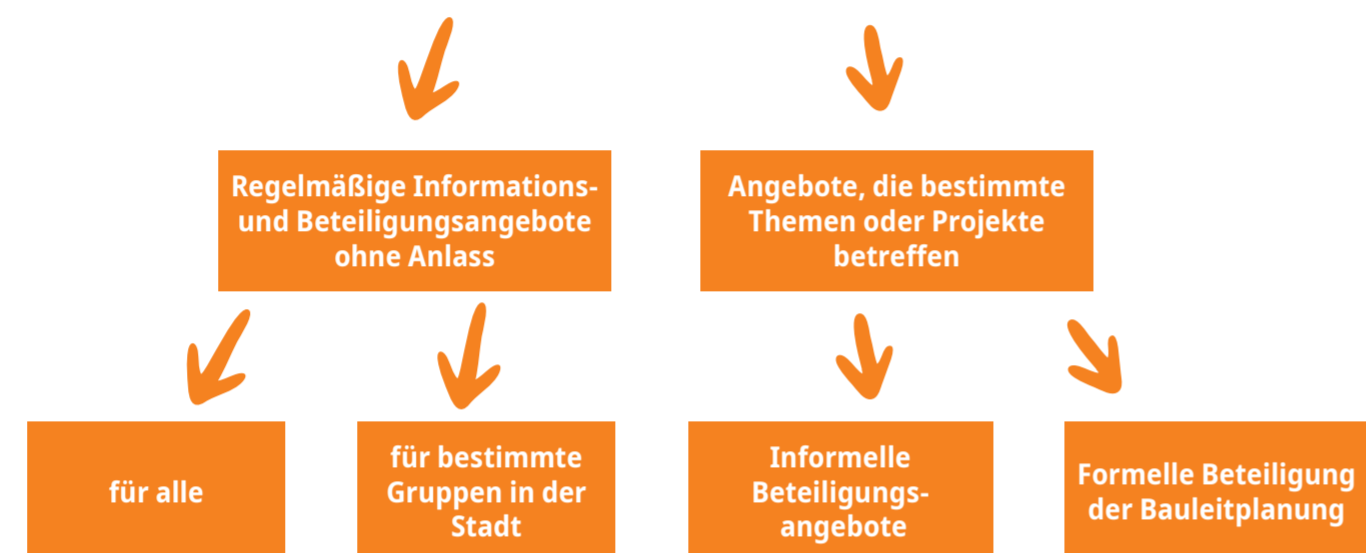 Regelmäßige Informations-
und Beteiligungsangebote
ohne Anlass
Angebote, die bestimmte
Themen oder Projekte
betreffen
für alle
für bestimmte
Gruppen in der
Stadt
Informelle
Beteiligungs-
angebote
Formelle Beteiligung
der Bauleitplanung